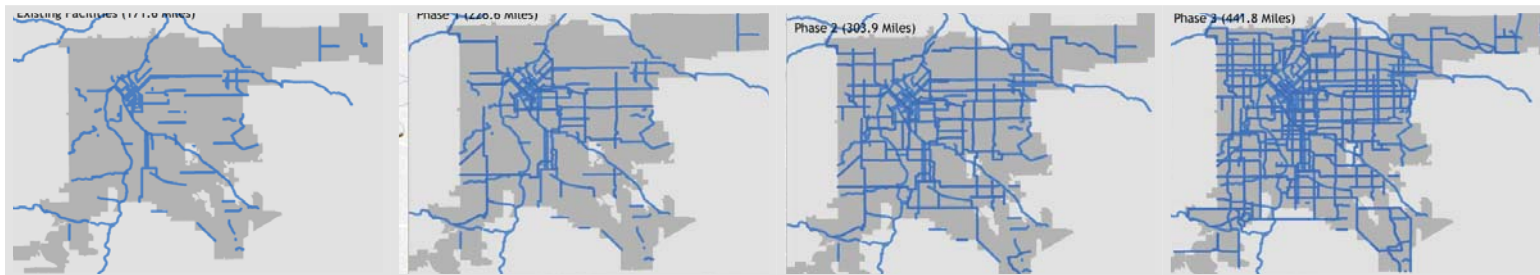 Existing Facilities (171.6 Miles)
Phase 1 (226.6 Miles)
Phase 2 (303.9 Miles)
Phase 3 (441.8 Miles)